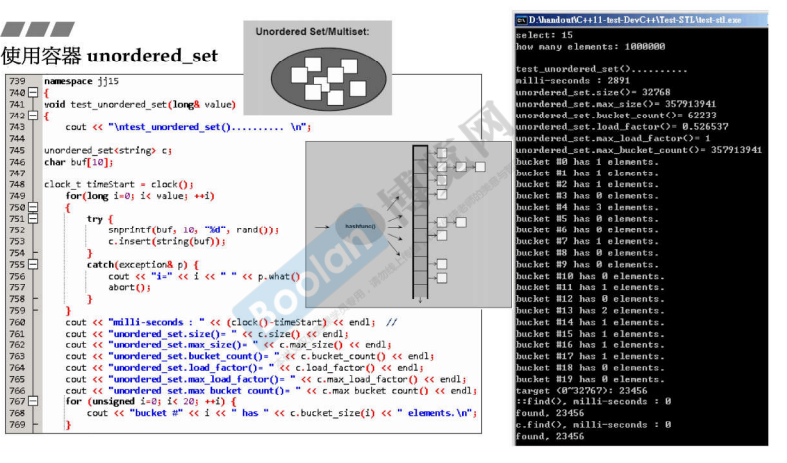 使用容器 unordered_set
Unordered Set/Multiset:
739 namespace jj15
740 {
741 void test_unordered_set(long& value)
742 {
743 cout << "\ntest_unordered_set().......... \n";
744
745 unordered_set<string> c;
746 char buf[10];
747
748 clock_t timeStart = clock();
749 for(long i=0; i< value; ++i)
750 {
751 try {
752 snprintf(buf, 10, "%d", rand());
753 c.insert(string(buf));
754 }
755 catch(exception& p) {
756 cout << "i=" << i << " " << p.what()
757 abort();
758 }
759 }
760 cout << "milli-seconds : " << (clock()-timeStart) << endl; //
761 cout << "unordered_set.size()= " << c.size() << endl;
762 cout << "unordered_set.max_size()= " << c.max_size() << endl;
763 cout << "unordered_set.bucket_count()= " << c.bucket_count() << endl;
764 cout << "unordered_set.load_factor()= " << c.load_factor() << endl;
765 cout << "unordered_set.max_load_factor()= " << c.max_load_factor() << endl;
766 cout << "unordered_set.max_bucket_count()= " << c.max_bucket_count() << endl;
767 for (unsigned i=0; i< 20; ++i) {
768 cout << "bucket #" << i << " has " << c.bucket_size(i) << " elements.\n";
769 }
hashfunc()
Boolan
博览网
D:\handout\C++11-test-DevC++\Test-STL\test-stl.exe
select: 15
how many elements: 1000000
test_unordered_set()..........
milli-seconds : 2891
unordered_set.size()= 32768
unordered_set.max_size()= 357913941
unordered_set.bucket_count()= 62233
unordered_set.load_factor()= 0.526537
unordered_set.max_load_factor()= 1
unordered_set.max_bucket_count()= 357913941
bucket #0 has 1 elements.
bucket #1 has 1 elements.
bucket #2 has 1 elements.
bucket #3 has 0 elements.
bucket #4 has 3 elements.
bucket #5 has 0 elements.
bucket #6 has 0 elements.
bucket #7 has 1 elements.
bucket #8 has 0 elements.
bucket #9 has 0 elements.
bucket #10 has 0 elements.
bucket #11 has 1 elements.
bucket #12 has 0 elements.
bucket #13 has 2 elements.
bucket #14 has 1 elements.
bucket #15 has 1 elements.
bucket #16 has 1 elements.
bucket #17 has 1 elements.
bucket #18 has 0 elements.
bucket #19 has 0 elements.
target (0~32767): 23456
::find(), milli-seconds : 0
found, 23456
c.find(), milli-seconds : 0
found, 23456